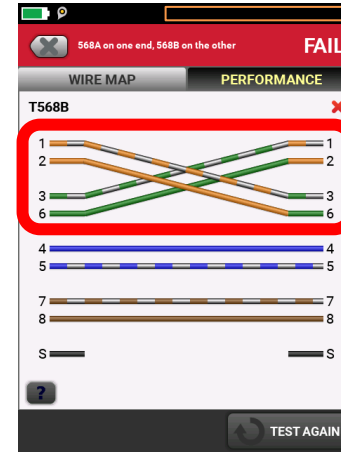 568A on one end, 568B on the other FAIL
WIRE MAP PERFORMANCE
T568B
1 1
2 2
3 3
6 6
4 4
5 5
7 7
8 8
S S
?
TEST AGAIN